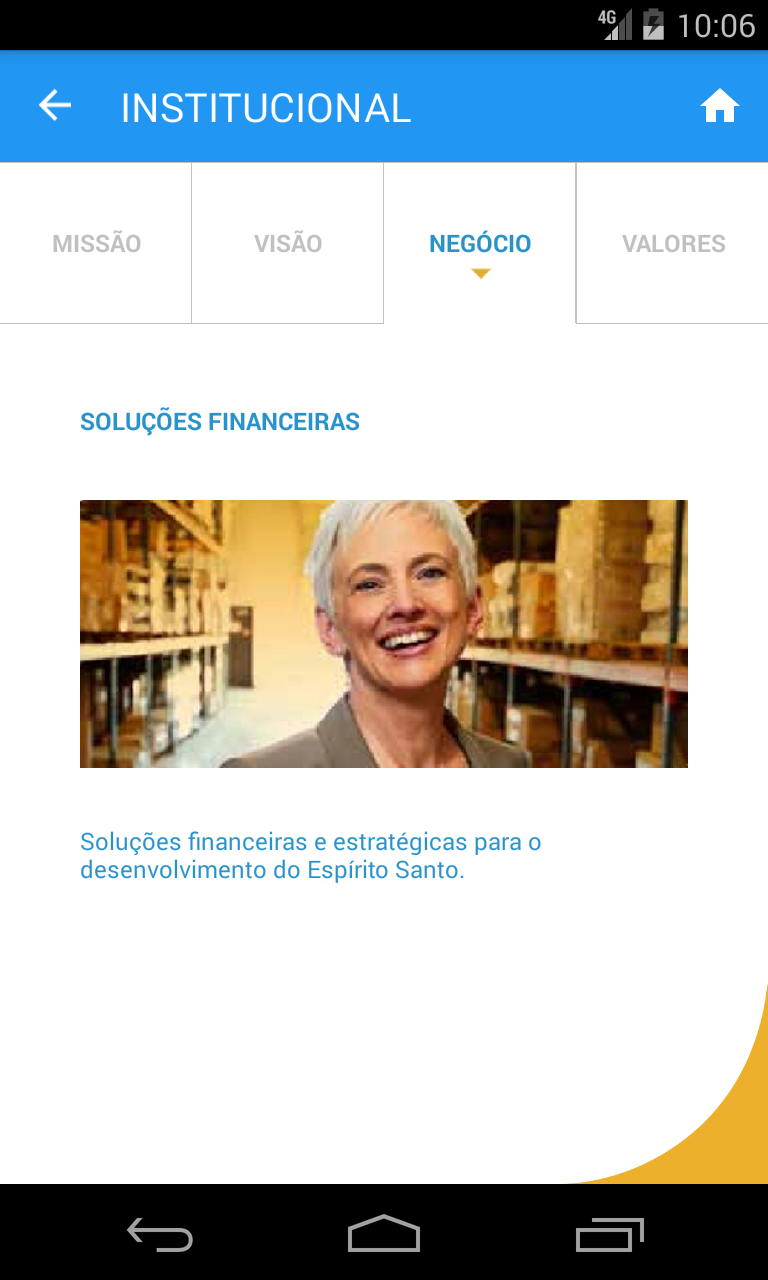 4G 10:06
INSTITUCIONAL
MISSÃO
VISÃO
NEGÓCIO
VALORES
SOLUÇÕES FINANCEIRAS
Soluções financeiras e estratégicas para o
desenvolvimento do Espírito Santo.